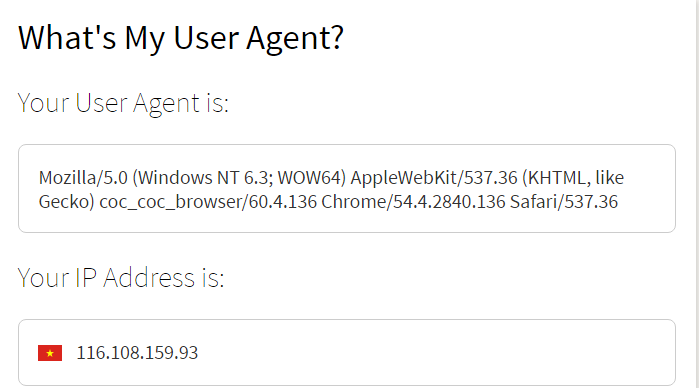 What's My User Agent?
Your User Agent is:
Mozilla/5.0 (Windows NT 6.3; WOW64) AppleWebKit/537.36 (KHTML, like
Gecko) coc_coc_browser/60.4.136 Chrome/54.4.2840.136 Safari/537.36
Your IP Address is:
116.108.159.93